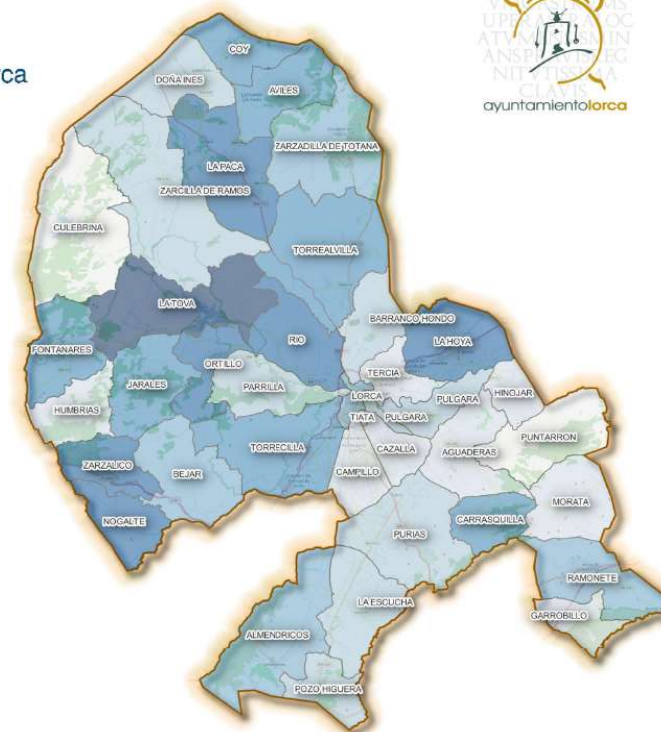 rca
ayuntamientolorca
COY
DOÑA INES
AVILES
ZARZADILLA DE TOTANA
LA PACA
ZARCILLA DE RAMOS
CULEBRINA
TORREALVILLA
LA TOVA
BARRANCO HONDO
RIO
LA HOYA
FONTANARES
ORTILLO
TERCIA
JARALES
PARRILLA
LORCA
HINOJAR
PULGARA
HUMBRIAS
TIATA
PULGARA
PUNTARRON
TORRECILLA
CAZALLA
AGUADERAS
ZARZALICO
BEJAR
CAMPILLO
MORATA
NOGALTE
CARRASQUILLA
PURIAS
RAMONETE
LA ESCUCHA
GARROBILLO
ALMENDRICOS
POZO HIGUERA